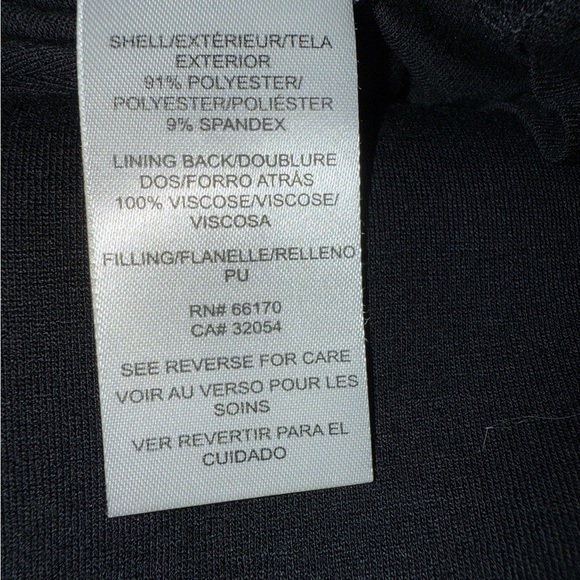 SHELL/EXTÉRIEUR/TELA
EXTERIOR
91% POLYESTER/
POLYESTER/POLIÉSTER
9% SPANDEX
LINING BACK/DOUBLURE
DOS/FORRO ATRÁS
100% VISCOSE/VISCOSE/
VISCOSA
FILLING/FLANELLE/RELLENO
PU
RN# 66170
CA# 32054
SEE REVERSE FOR CARE
VOIR AU VERSO POUR LES
SOINS
VER REVERTIR PARA EL
CUIDADO